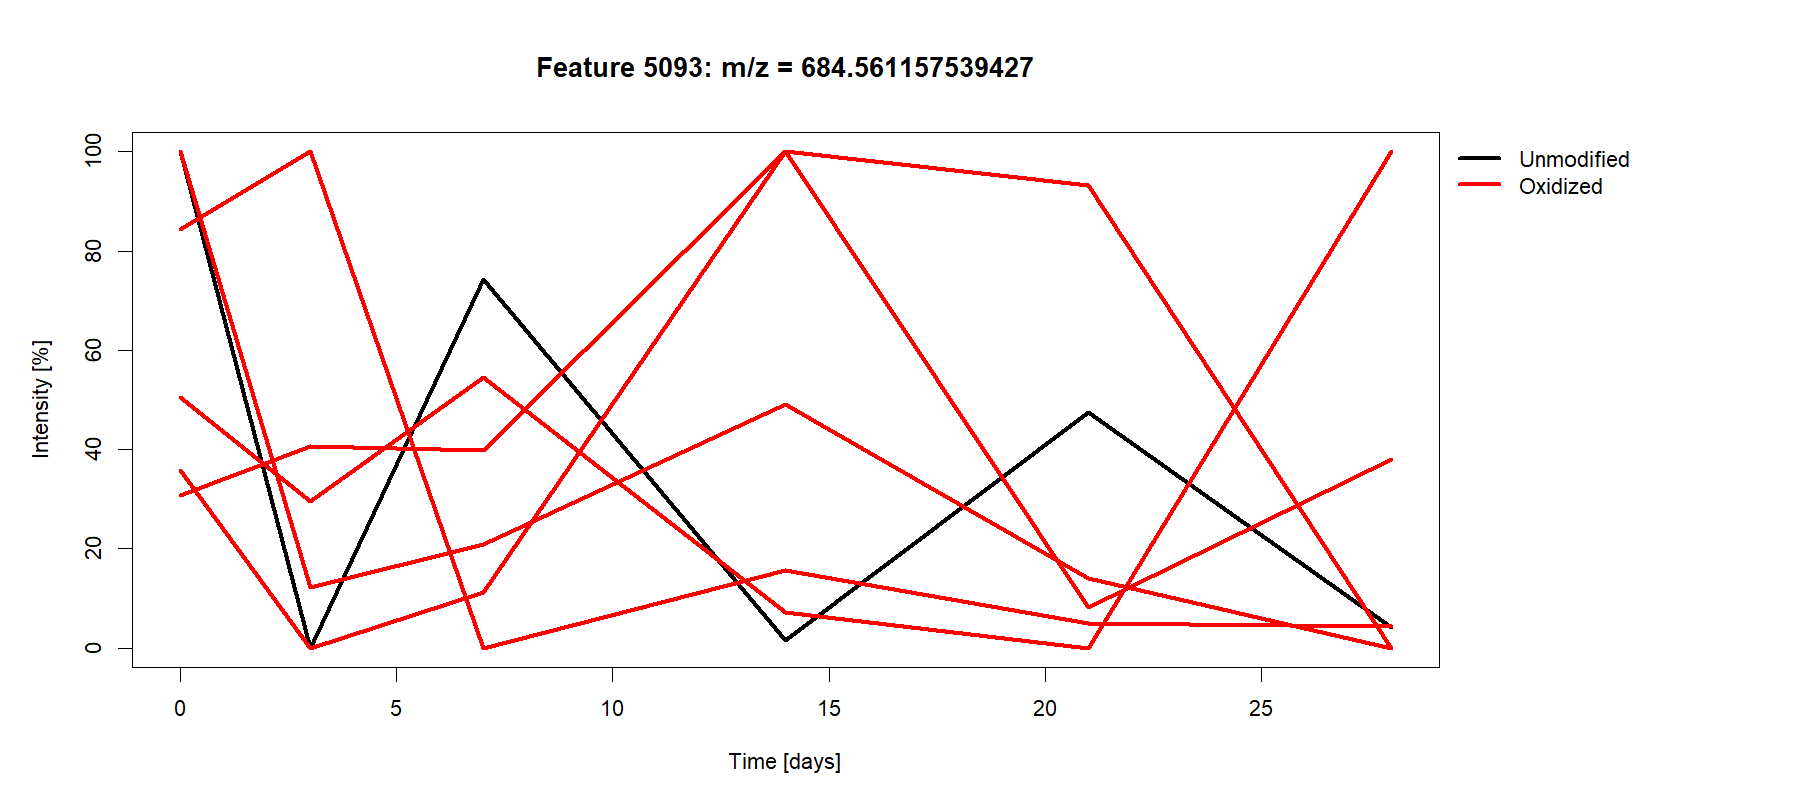 Feature 5093: m/z = 684.561157539427
Unmodified
Oxidized
100
80
60
40
20
0
Intensity [%]
0 5 10 15 20 25
Time [days]